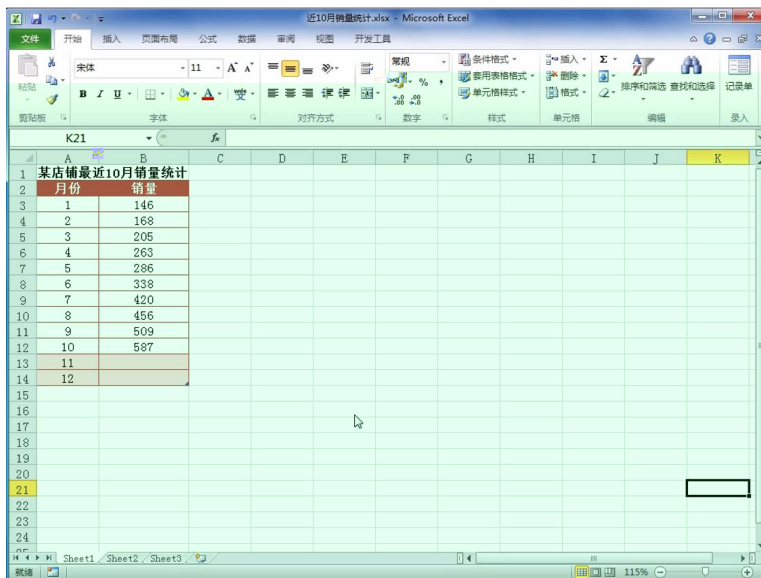 近10月销量统计.xlsx - Microsoft Excel
文件 开始 插入 页面布局 公式 数据 审阅 视图 开发工具
宋体 11 常规 条件格式 插入
粘贴 套用表格格式 删除 排序和筛选 查找和选择 记录单
B I U 单元格样式 格式
剪贴板 字体 对齐方式 数字 样式 单元格 编辑 录入
K21 fx
A B C D E F G H I J K
1 某店铺最近10月销量统计
2 月份 销量
3 1 146
4 2 168
5 3 205
6 4 263
7 5 286
8 6 338
9 7 420
10 8 456
11 9 509
12 10 587
13 11
14 12
15
16
17
18
19
20
21
22
23
24
Sheet1 Sheet2 Sheet3
就绪 115%